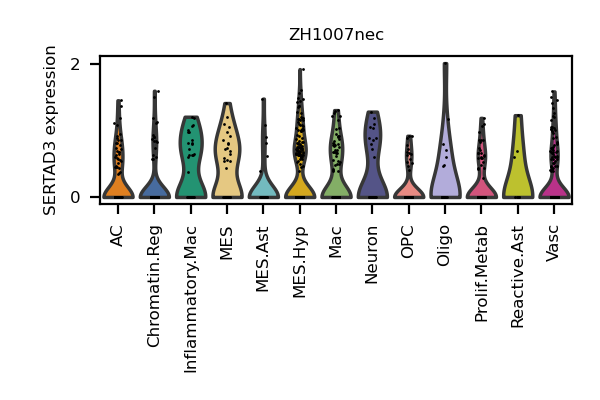 ZH1007nec
SERTAD3 expression
2
0
AC
Chromatin.Reg
Inflammatory.Mac
MES
MES.Ast
MES.Hyp
Mac
Neuron
OPC
Oligo
Prolif.Metab
Reactive.Ast
Vasc